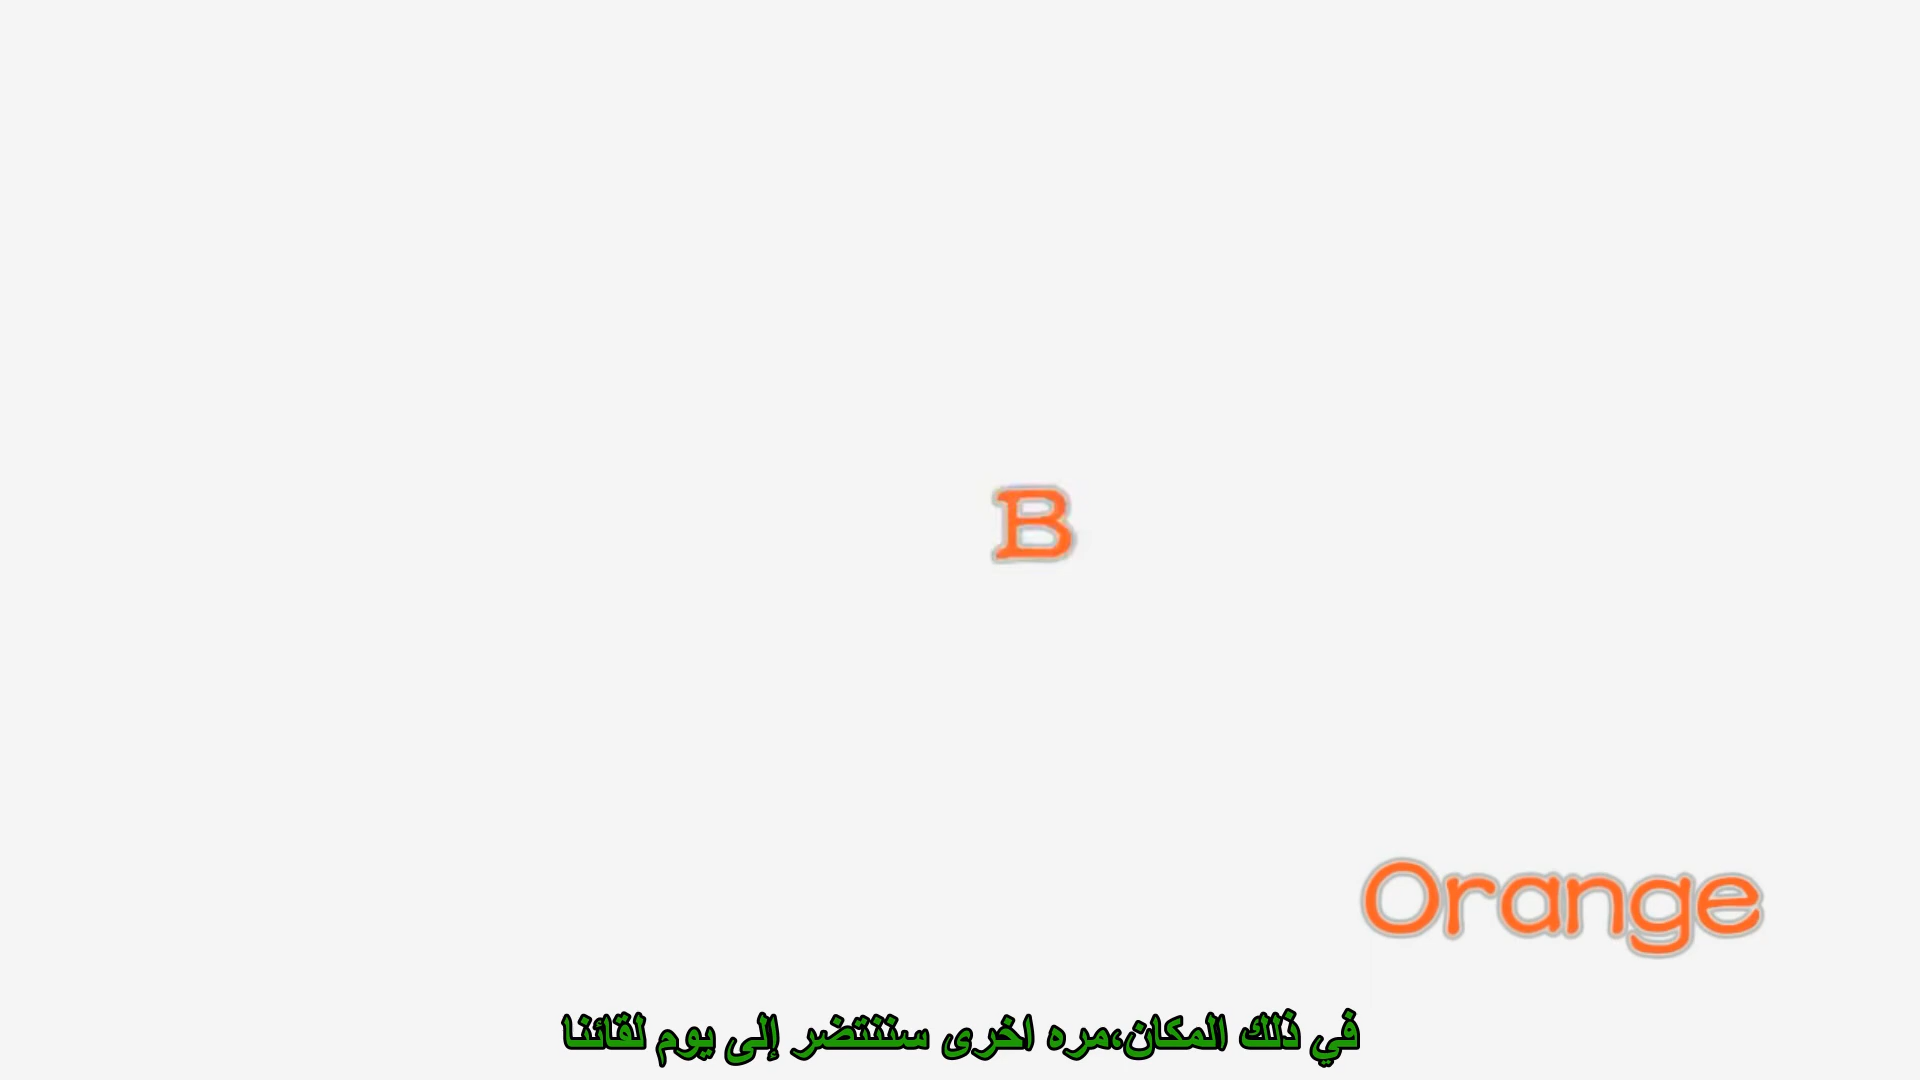 B
Orange
في ذلك المكان،مره اخرى سننتضر إلى يوم لقائنا